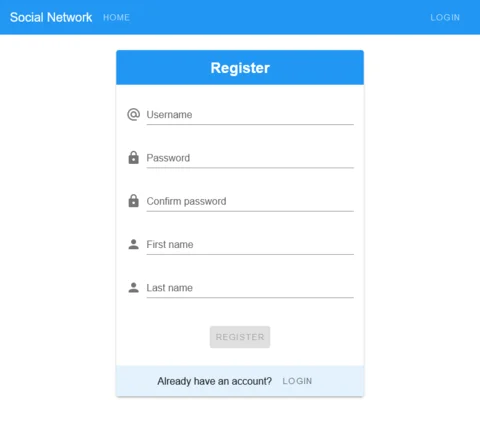 Social Network HOME LOGIN
Register
Username
Password
Confirm password
First name
Last name
REGISTER
Already have an account? LOGIN